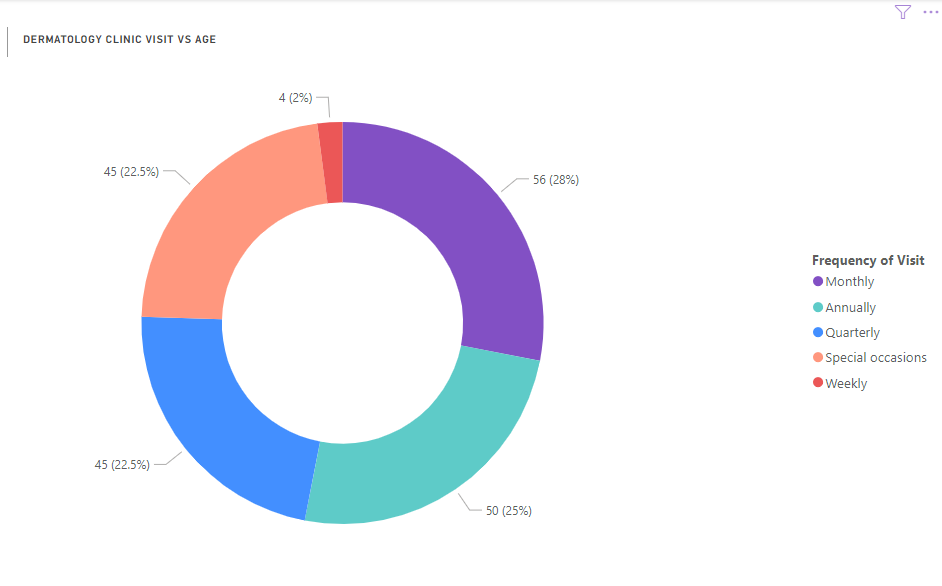 DERMATOLOGY CLINIC VISIT VS AGE
4 (2%)
45 (22.5%)
56 (28%)
45 (22.5%)
50 (25%)
Frequency of Visit
Monthly
Annually
Quarterly
Special occasions
Weekly